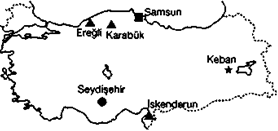 Samsun
Ereğli
Karabük
Keban
Seydişehir
İskenderun